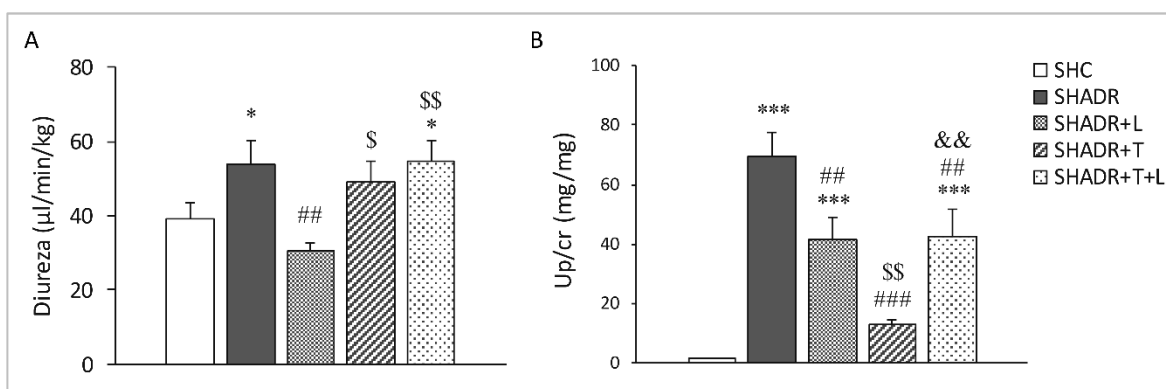 A
Diureza (µl/min/kg)
80
60
40
20
0
*
##
$
$$
*
B
Up/cr (mg/mg)
100
80
60
40
20
0
***
##
***
$$
###
&&
##
***
SHC
SHADR
SHADR+L
SHADR+T
SHADR+T+L